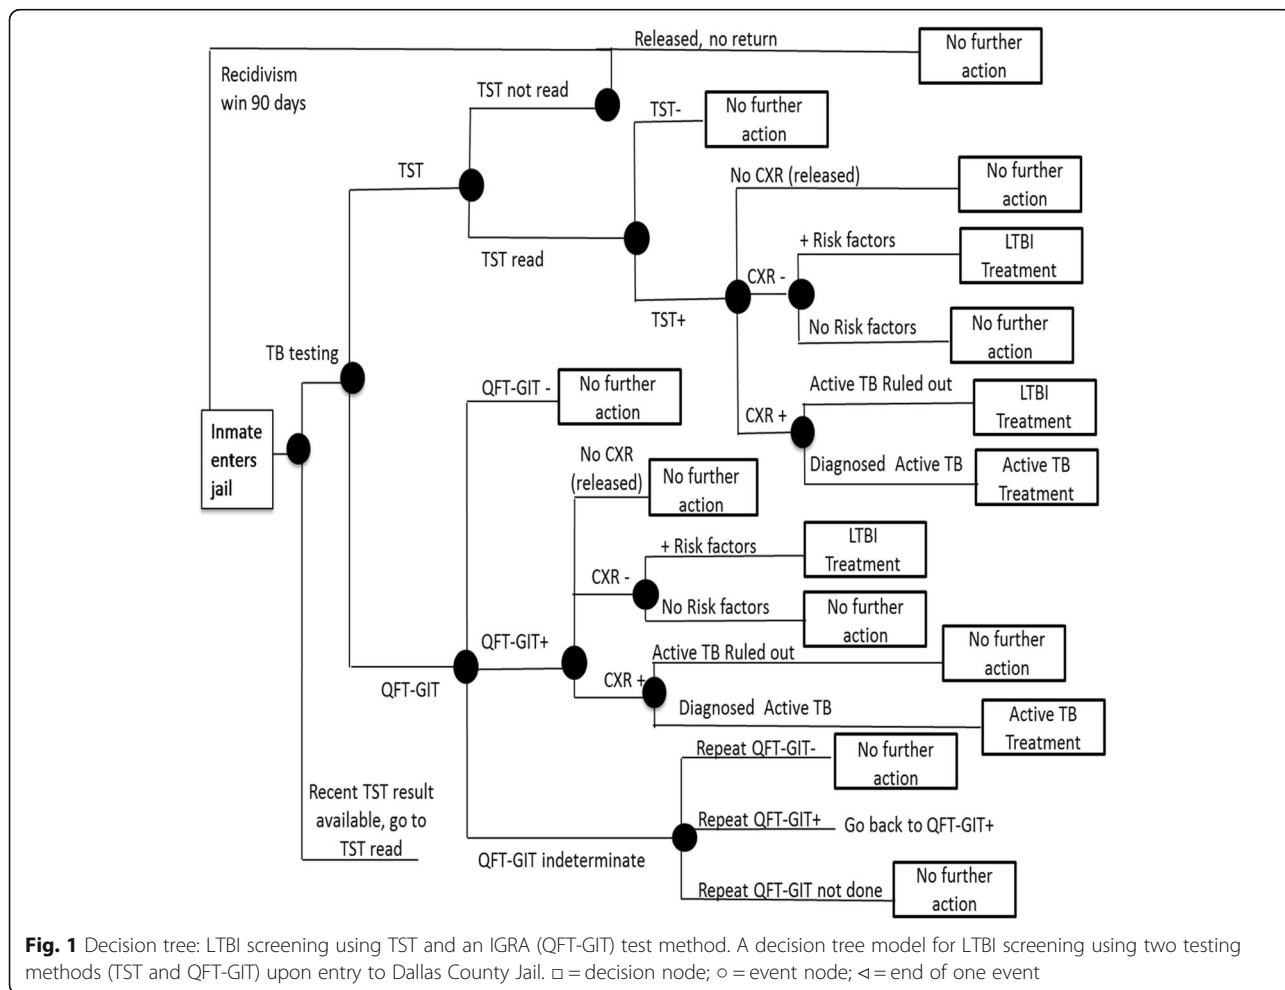 Released, no return
No further
action
Recidivism
win 90 days
TST not read
TST-
No further
action
TST
No CXR (released)
No further
action
TST read
+ Risk factors
LTBI
Treatment
CXR -
TST+
No Risk factors
No further
action
TB testing
QFT-GIT -
No further
action
Active TB Ruled out
LTBI
Treatment
CXR +
Diagnosed Active TB
Active TB
Treatment
Inmate
enters
jail
No CXR
(released)
No further
action
+ Risk factors
LTBI
Treatment
CXR -
No Risk factors
No further
action
QFT-GIT+
QFT-GIT
Active TB Ruled out
No further
action
CXR +
Diagnosed Active TB
Active TB
Treatment
Repeat QFT-GIT-
No further
action
Recent TST result
available, go to
TST read
Repeat QFT-GIT+ Go back to QFT-GIT+
QFT-GIT indeterminate
Repeat QFT-GIT not done
No further
action
Fig. 1 Decision tree: LTBI screening using TST and an IGRA (QFT-GIT) test method. A decision tree model for LTBI screening using two testing
methods (TST and QFT-GIT) upon entry to Dallas County Jail. □ = decision node; ○ = event node; ⊲ = end of one event